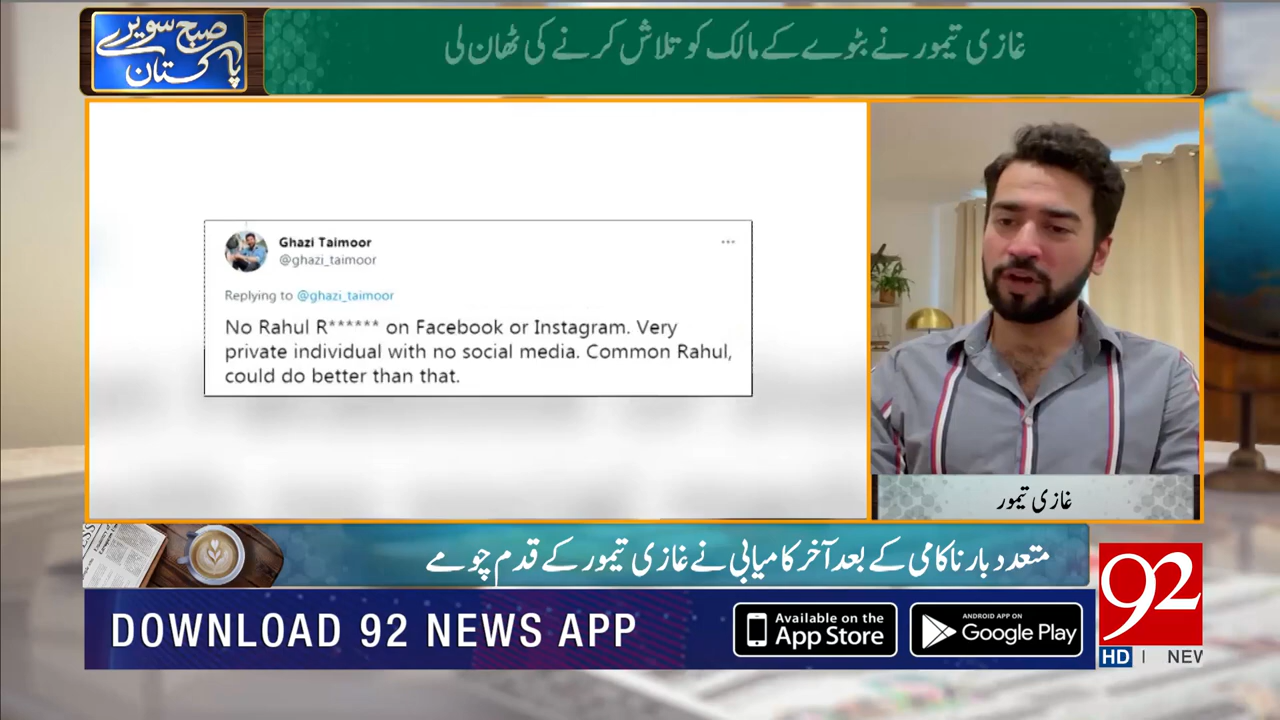 صبح سویرے
پاکستان
غازی تیمور نے بٹوے کے مالک کو تلاش کرنے کی ٹھان لی
Ghazi Taimoor
@ghazi_taimoor
Replying to @ghazi_taimoor
No Rahul R****** on Facebook or Instagram. Very
private individual with no social media. Common Rahul,
could do better than that.
غازی تیمور
متعدد بار ناکامی کے بعد آخر کامیابی نے غازی تیمور کے قدم چومے
DOWNLOAD 92 NEWS APP
Available on the
App Store
ANDROID APP ON
Google Play
92
HD
NEW